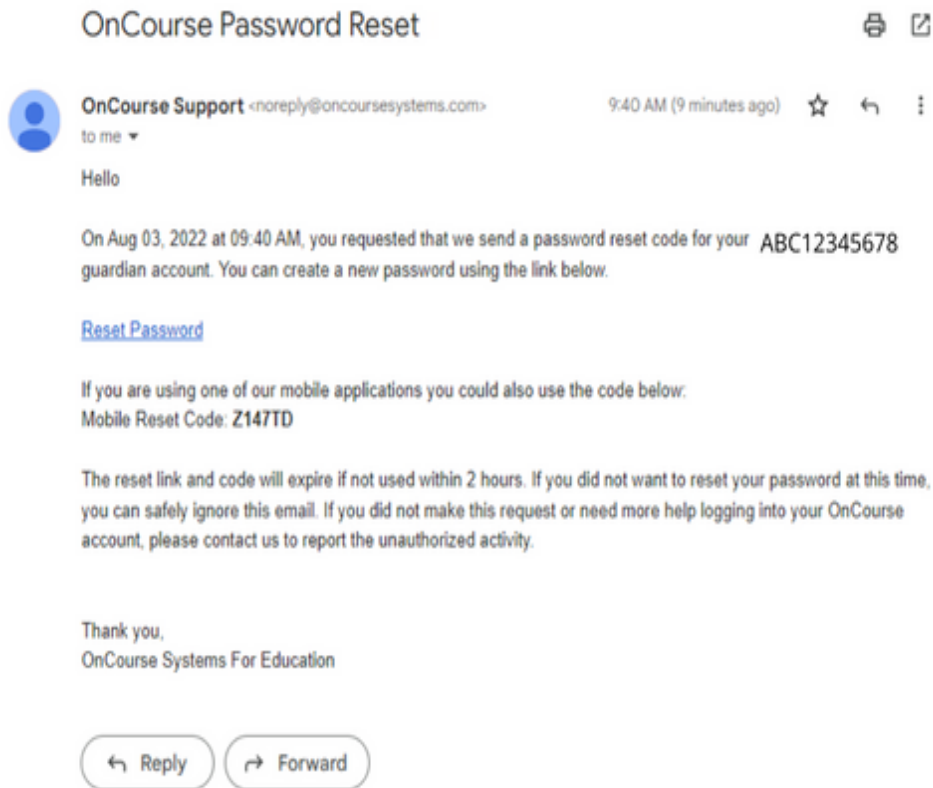 OnCourse Password Reset
OnCourse Support <noreply@oncoursesystems.com> 9:40 AM (9 minutes ago)
to me
Hello
On Aug 03, 2022 at 09:40 AM, you requested that we send a password reset code for your ABC12345678
guardian account. You can create a new password using the link below.
Reset Password
If you are using one of our mobile applications you could also use the code below:
Mobile Reset Code: Z147TD
The reset link and code will expire if not used within 2 hours. If you did not want to reset your password at this time,
you can safely ignore this email. If you did not make this request or need more help logging into your OnCourse
account, please contact us to report the unauthorized activity.
Thank you,
OnCourse Systems For Education
Reply Forward